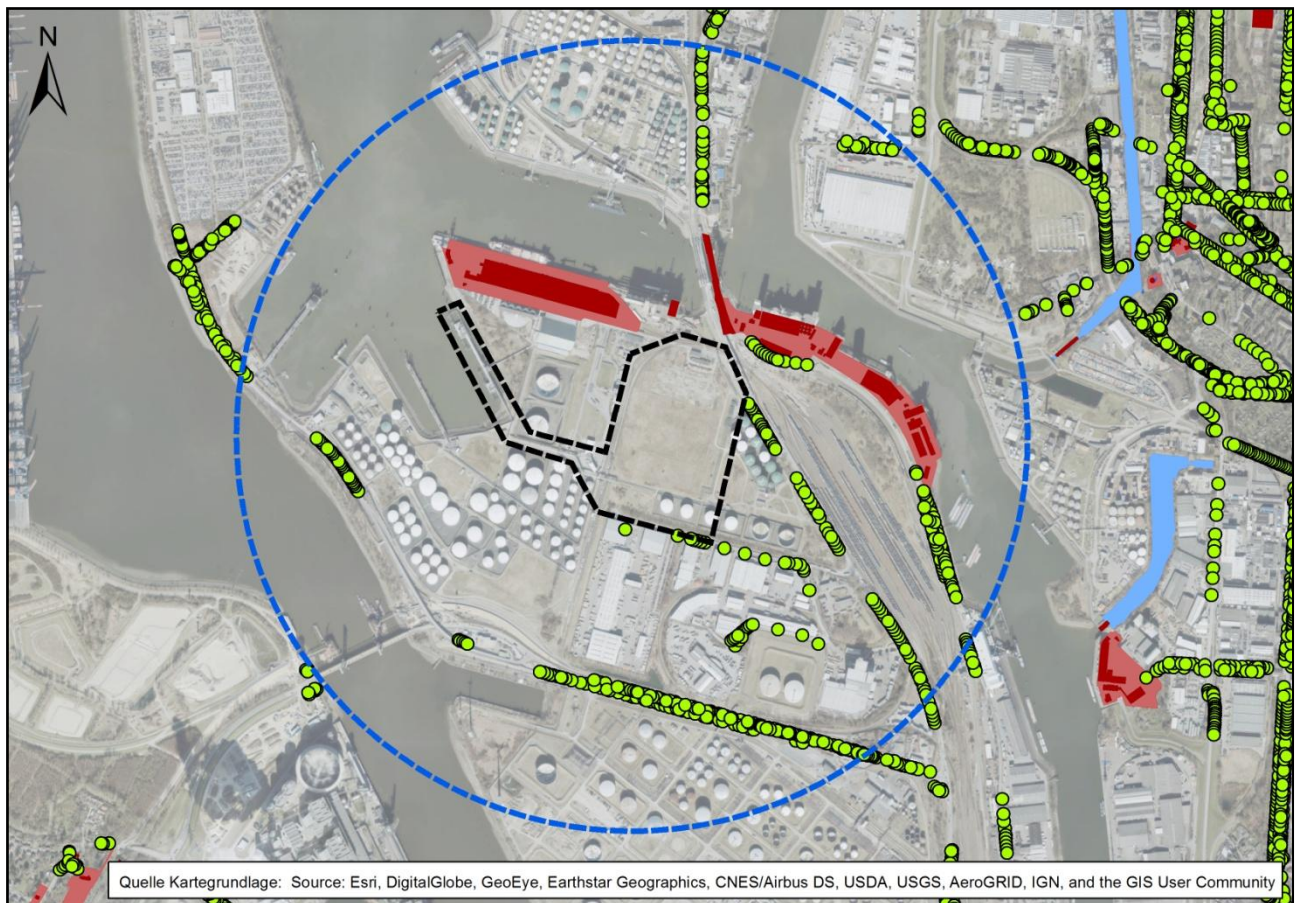 N
Quelle Kartegrundlage: Source: Esri, DigitalGlobe, GeoEye, Earthstar Geographics, CNES/Airbus DS, USDA, USGS, AeroGRID, IGN, and the GIS User Community